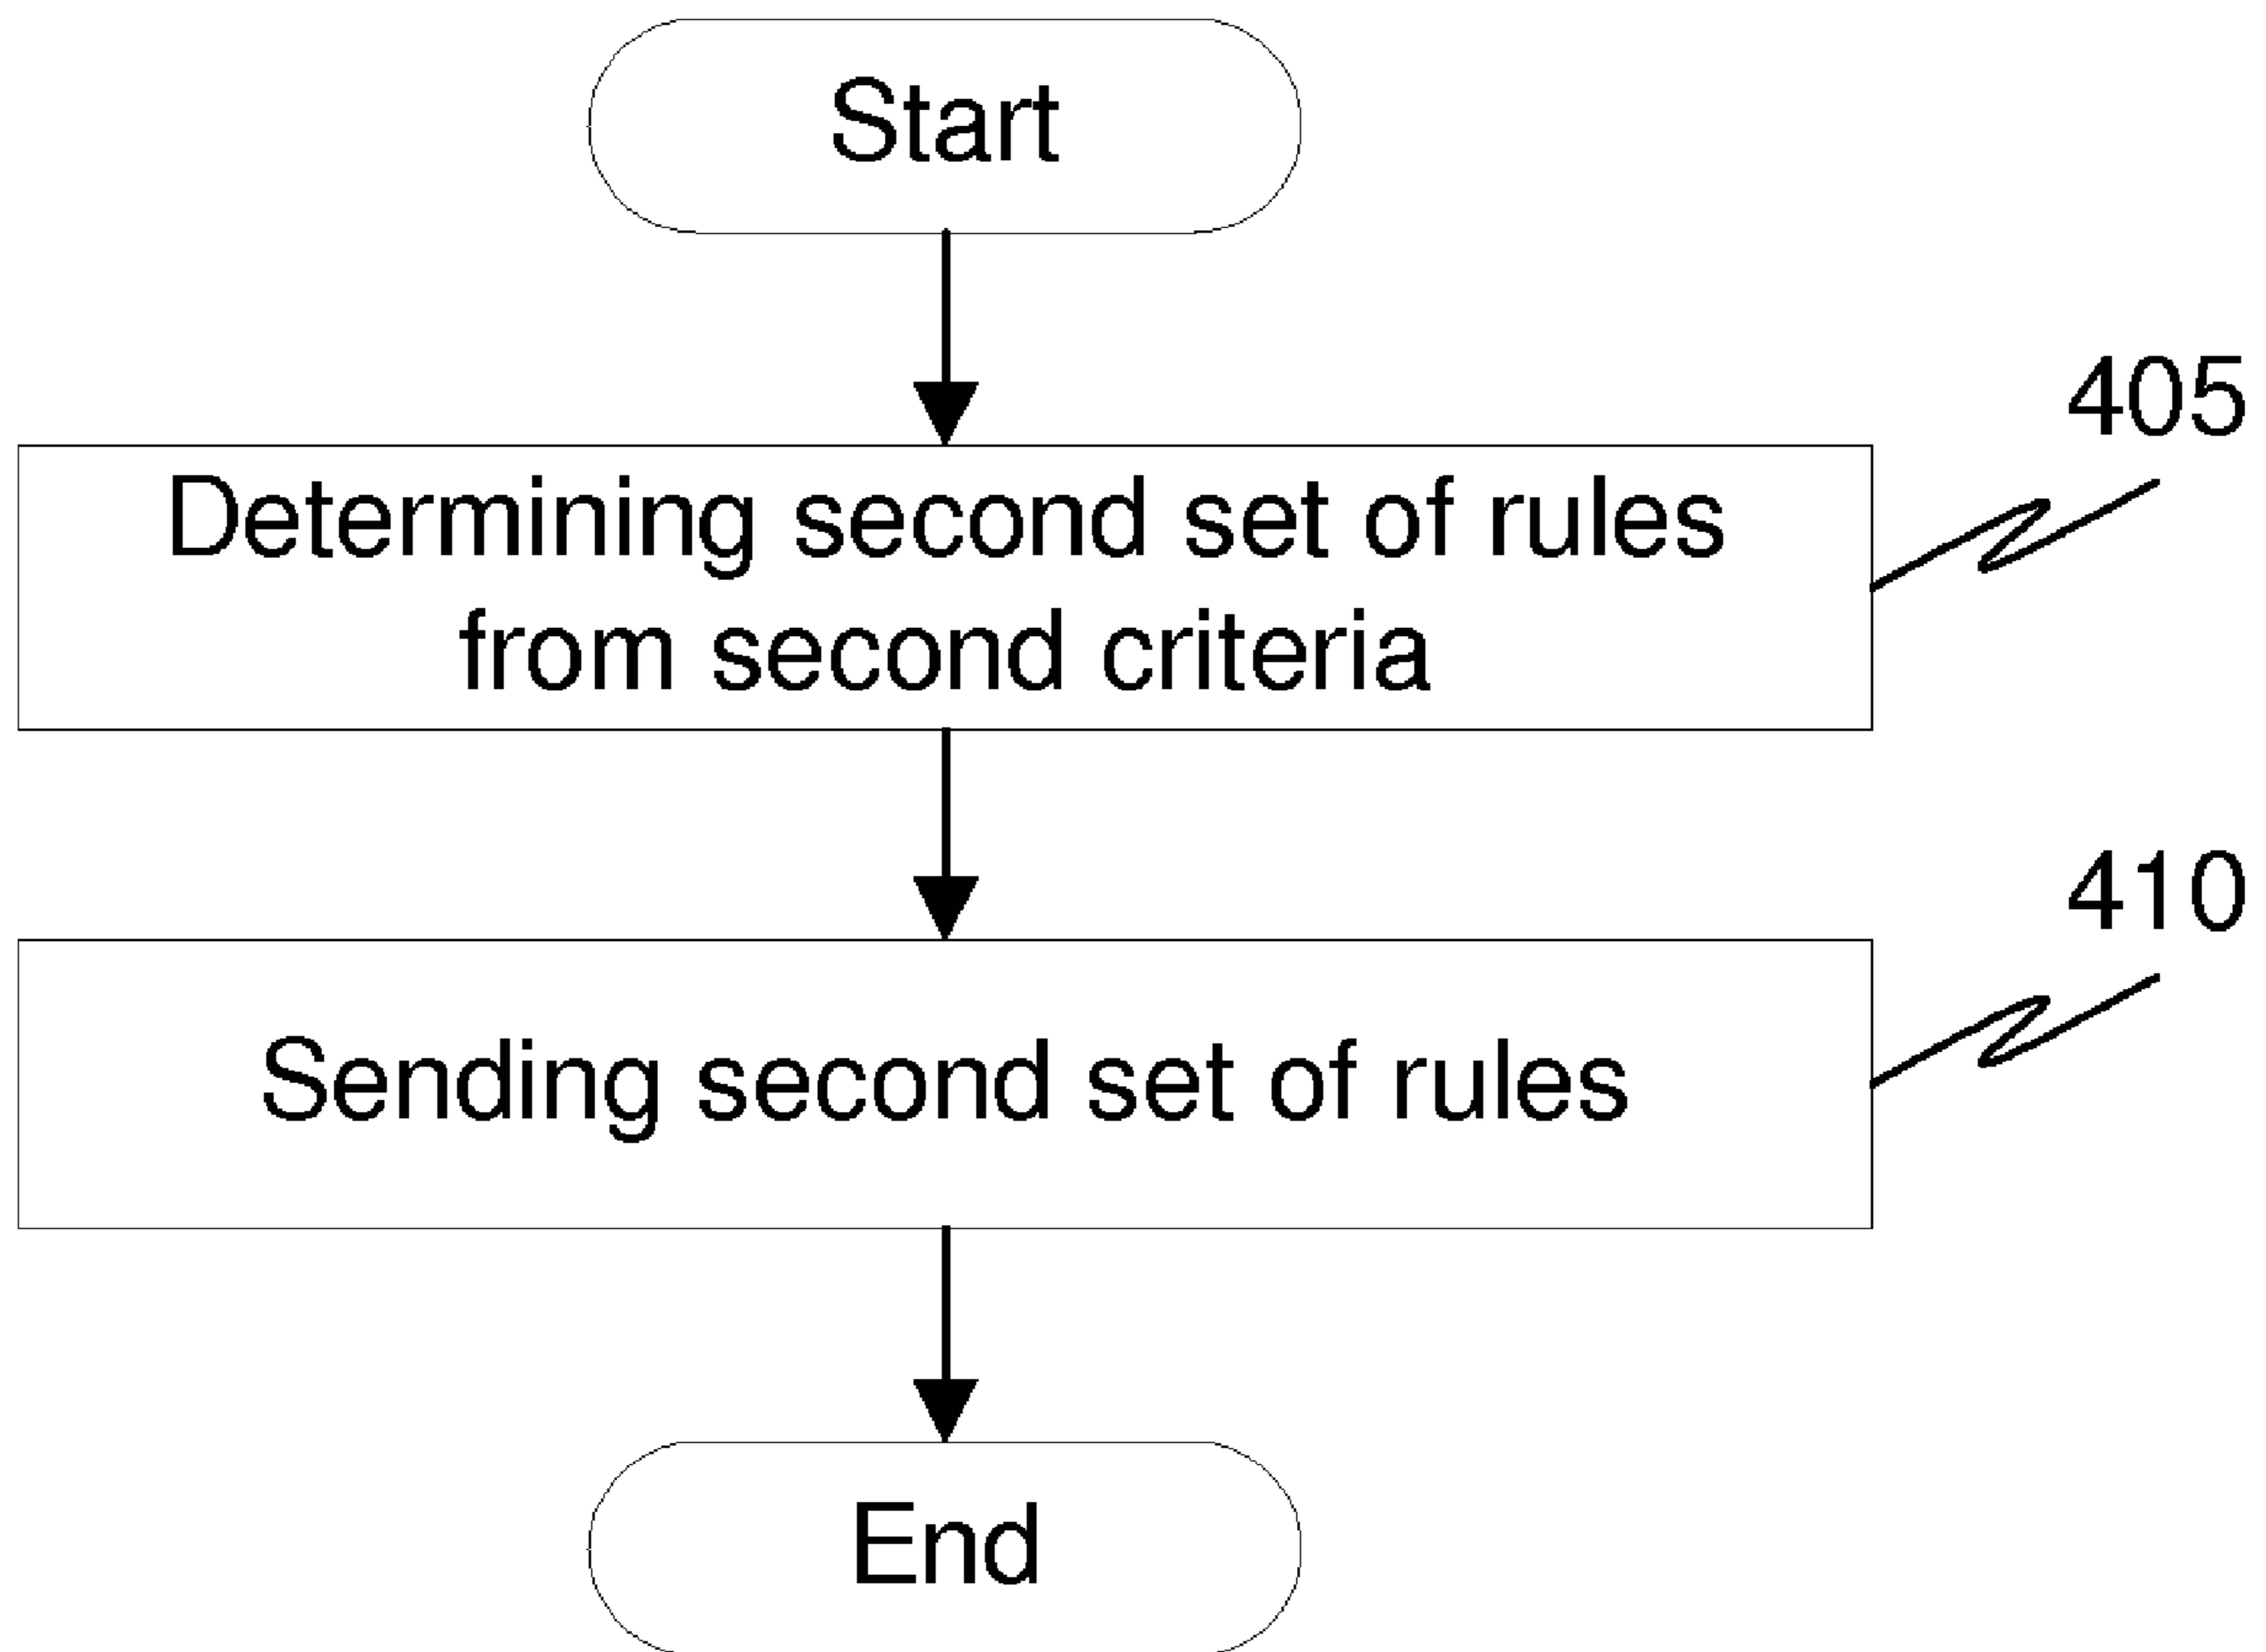 Start
405
Determining second set of rules
from second criteria
410
Sending second set of rules
End